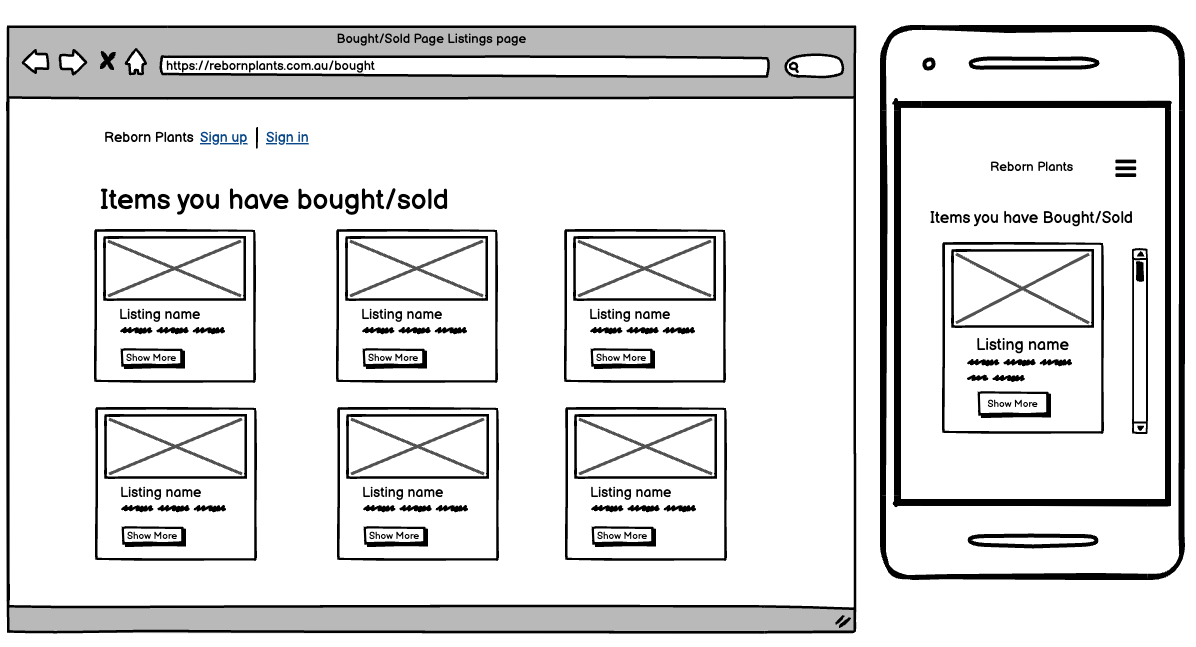 Bought/Sold Page Listings page
https://rebornplants.com.au/bought
Reborn Plants Sign up | Sign in
Items you have bought/sold
Listing name
Show More
Listing name
Show More
Listing name
Show More
Listing name
Show More
Listing name
Show More
Listing name
Show More
Reborn Plants
Items you have Bought/Sold
Listing name
Show More